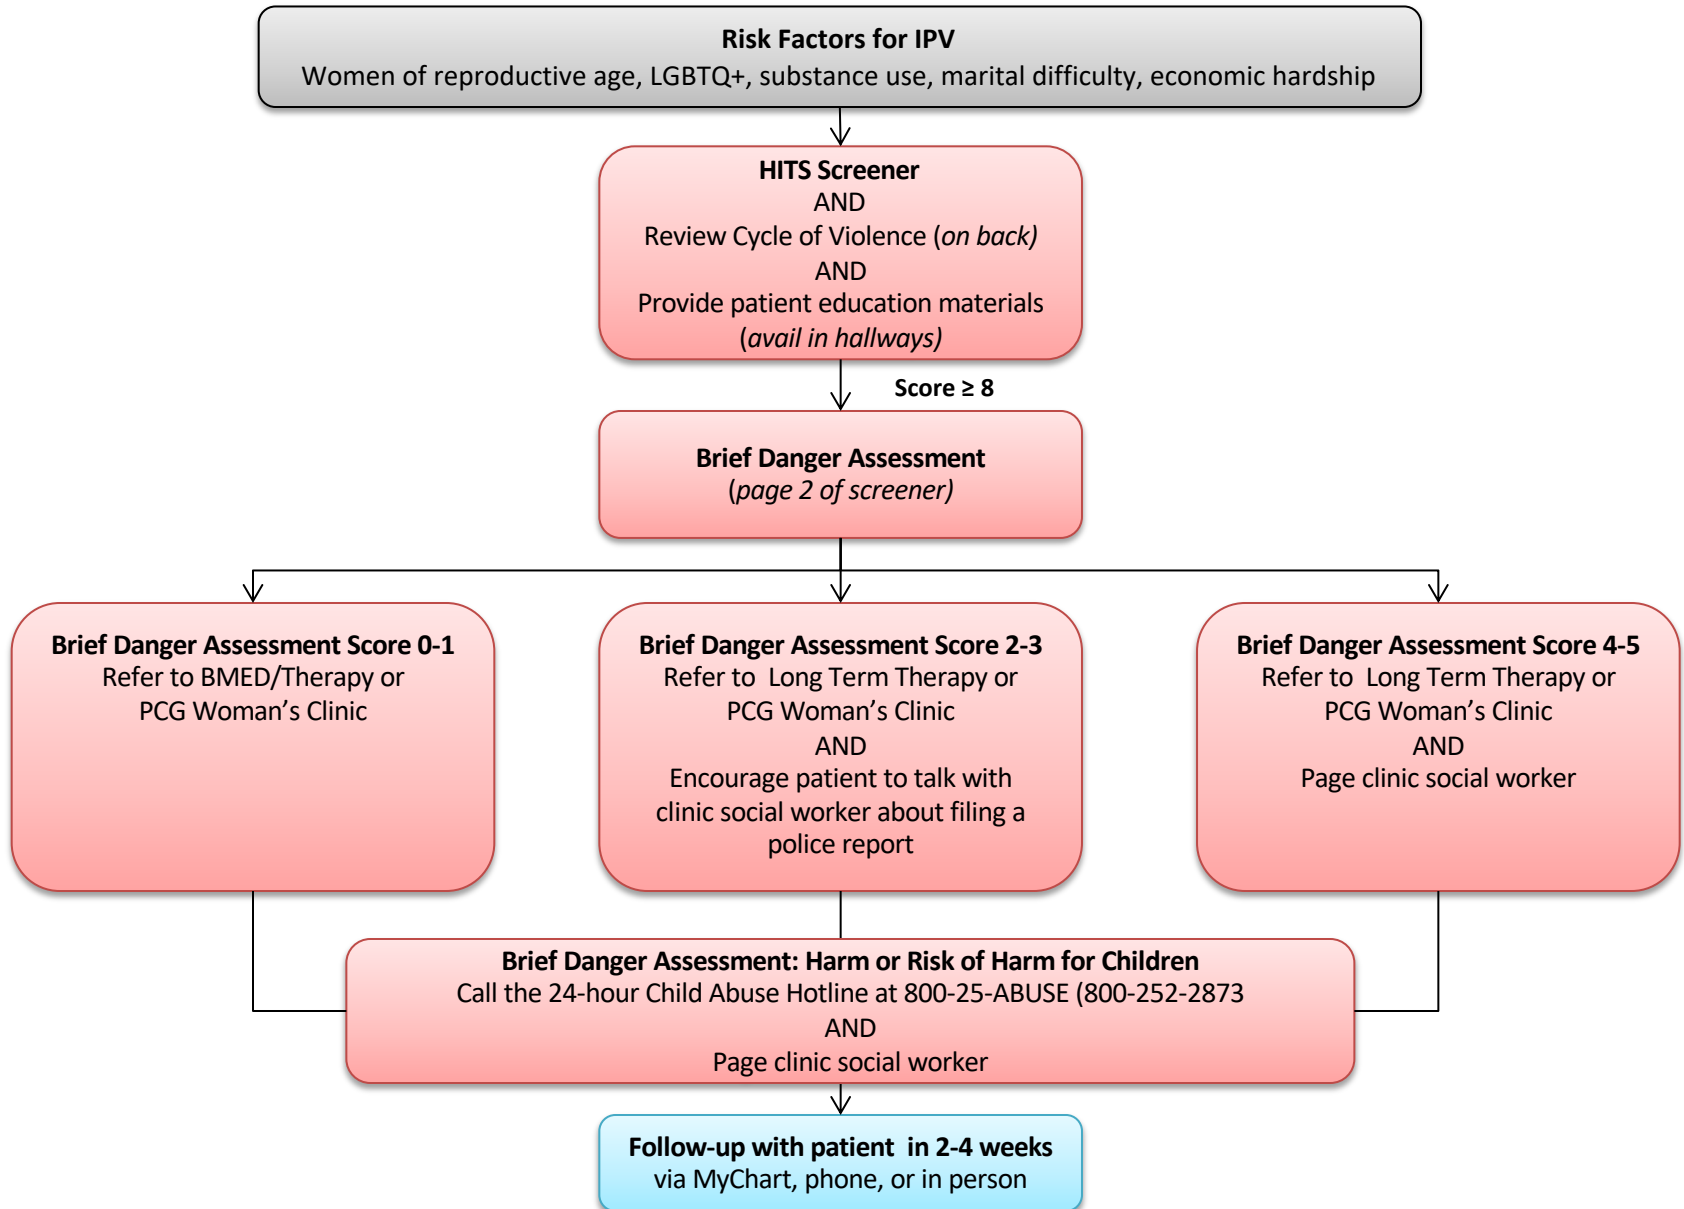 Risk Factors for IPV
Women of reproductive age, LGBTQ+, substance use, marital difficulty, economic hardship
HITS Screener
AND
Review Cycle of Violence (on back)
AND
Provide patient education materials
(avail in hallways)
Score ≥ 8
Brief Danger Assessment
(page 2 of screener)
Brief Danger Assessment Score 0-1
Refer to BMED/Therapy or
PCG Woman’s Clinic
Brief Danger Assessment Score 2-3
Refer to Long Term Therapy or
PCG Woman’s Clinic
AND
Encourage patient to talk with
clinic social worker about filing a
police report
Brief Danger Assessment Score 4-5
Refer to Long Term Therapy or
PCG Woman’s Clinic
AND
Page clinic social worker
Brief Danger Assessment: Harm or Risk of Harm for Children
Call the 24-hour Child Abuse Hotline at 800-25-ABUSE (800-252-2873
AND
Page clinic social worker
Follow-up with patient in 2-4 weeks
via MyChart, phone, or in person